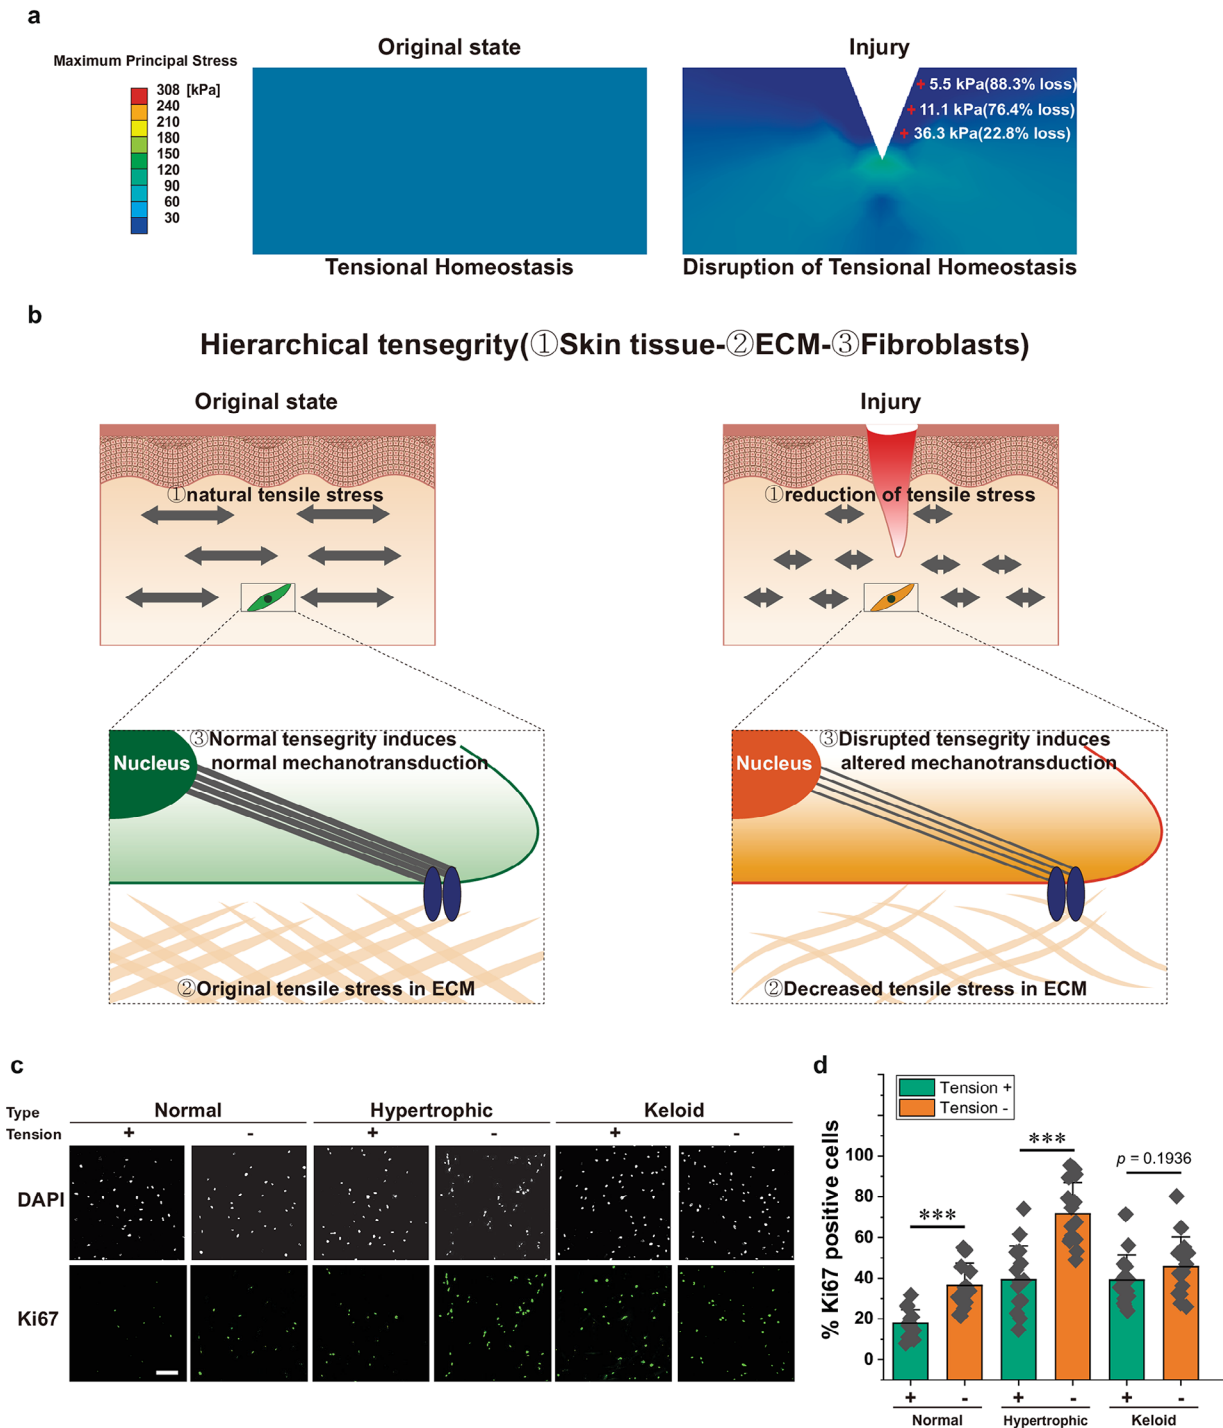 a
Original state
Injury
Maximum Principal Stress
308 [kPa]
240
210
180
150
120
90
60
30
+ 5.5 kPa(88.3% loss)
+ 11.1 kPa(76.4% loss)
+ 36.3 kPa(22.8% loss)
Tensional Homeostasis
Disruption of Tensional Homeostasis
b
Hierarchical tensegrity(①Skin tissue-②ECM-③Fibroblasts)
Original state
Injury
①natural tensile stress
①reduction of tensile stress
③Normal tensegrity induces
normal mechanotransduction
Nucleus
②Original tensile stress in ECM
③Disrupted tensegrity induces
altered mechanotransduction
Nucleus
②Decreased tensile stress in ECM
c
Type Normal Hypertrophic Keloid
Tension + - + - + -
DAPI
Ki67
d
Tension +
Tension -
% Ki67 positive cells
100
80
60
40
20
0
***
***
p = 0.1936
+ - + - + -
Normal Hypertrophic Keloid